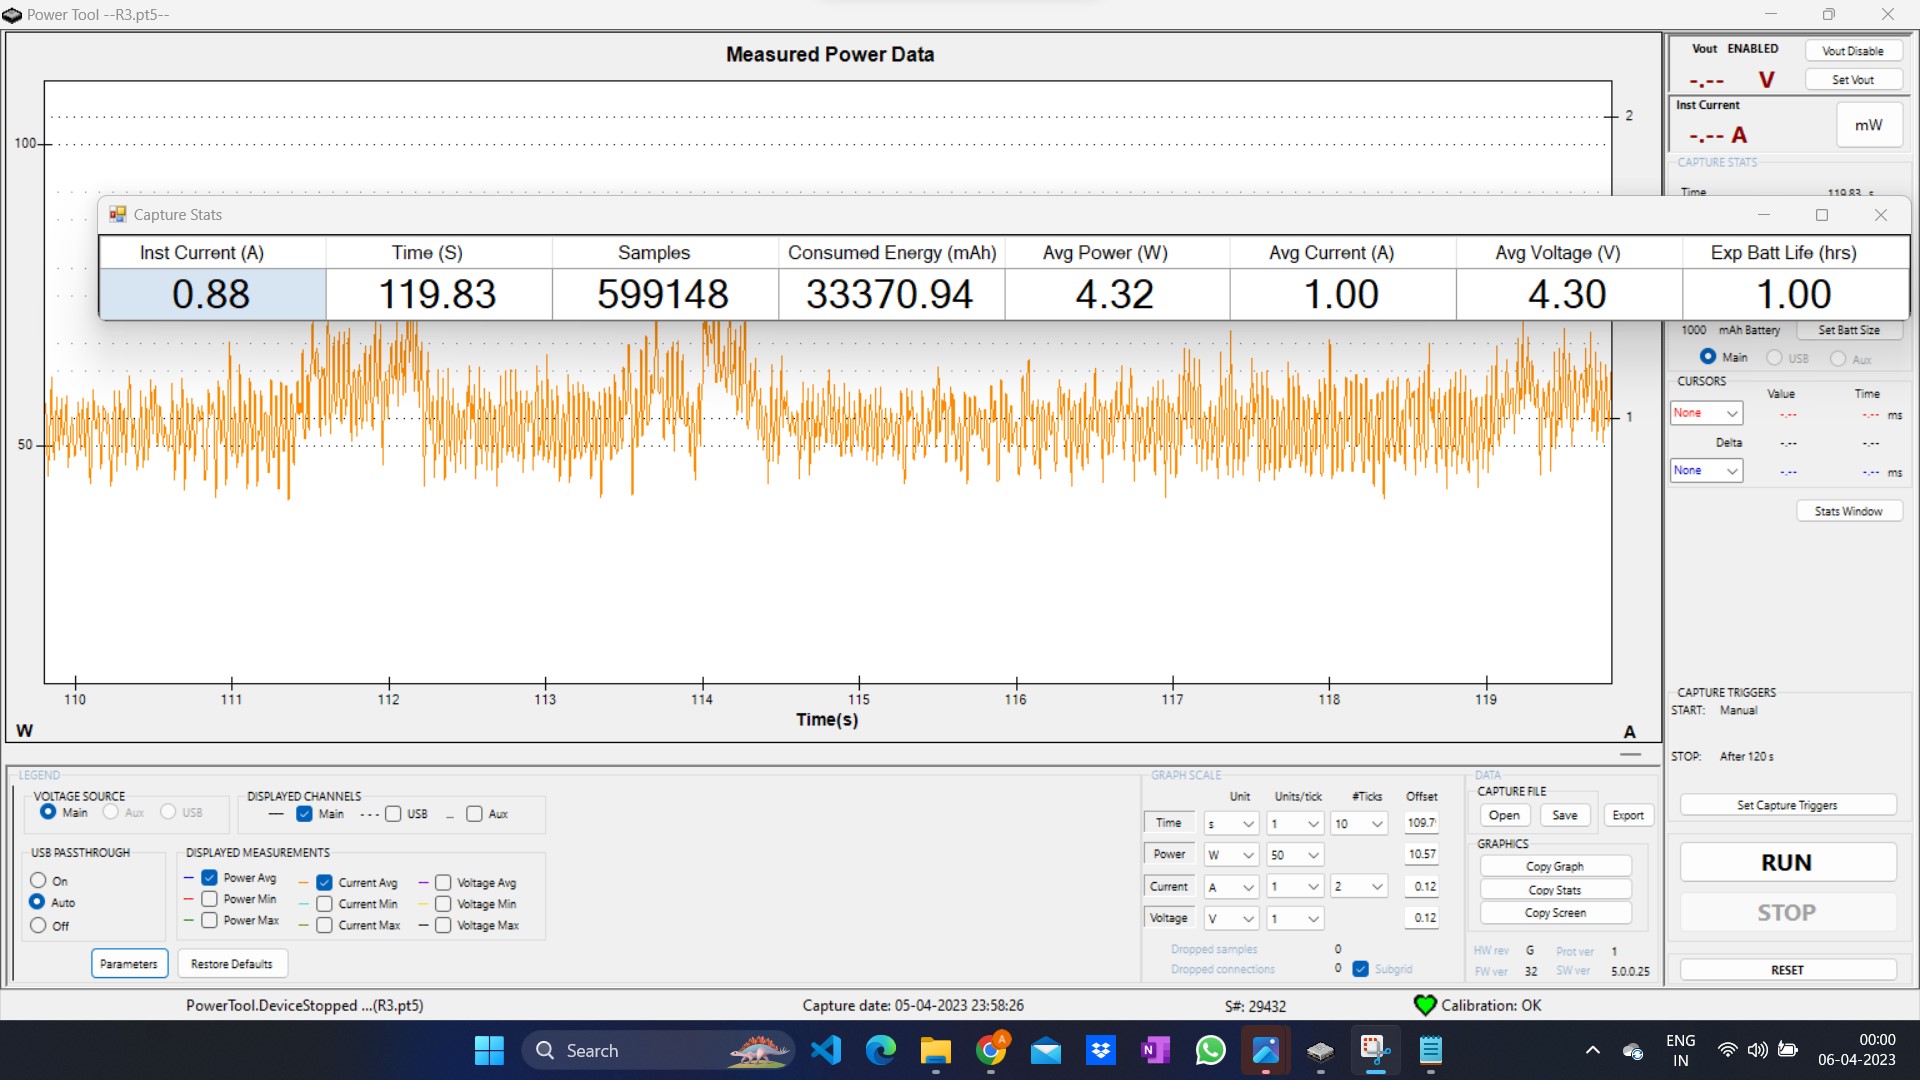 Power Tool --R3.pt5--
Measured Power Data
Vout ENABLED
Vout Disable
-.-- V
Set Vout
Inst Current
-.-- A
mW
CAPTURE STATS
Time 119.83 s
2
100
Capture Stats
Inst Current (A) Time (S) Samples Consumed Energy (mAh) Avg Power (W) Avg Current (A) Avg Voltage (V) Exp Batt Life (hrs)
0.88 119.83 599148 33370.94 4.32 1.00 4.30 1.00
1000 mAh Battery Set Batt Size
Main USB Aux
CURSORS
Value Time
None -.-- -.-- ms
Delta -.-- -.--
None -.-- -.-- ms
1
50
Stats Window
110 111 112 113 114 115 116 117 118 119
Time(s)
W A
CAPTURE TRIGGERS
START: Manual
STOP: After 120 s
Set Capture Triggers
RUN
STOP
RESET
LEGEND
VOLTAGE SOURCE
Main Aux USB
DISPLAYED CHANNELS
Main USB Aux
USB PASSTHROUGH
On
Auto
Off
DISPLAYED MEASUREMENTS
Power Avg Current Avg Voltage Avg
Power Min Current Min Voltage Min
Power Max Current Max Voltage Max
Parameters Restore Defaults
GRAPH SCALE
Unit Units/tick #Ticks Offset
Time s 1 10 109.7
Power W 50 10.57
Current A 1 2 0.12
Voltage V 1 0.12
Dropped samples 0
Dropped connections 0 Subgrid
DATA
CAPTURE FILE
Open Save Export
GRAPHICS
Copy Graph
Copy Stats
Copy Screen
HW rev G Prot ver 1
FW ver 32 SW ver 5.0.0.25
PowerTool.DeviceStopped ...(R3.pt5) Capture date: 05-04-2023 23:58:26 S#: 29432 Calibration: OK
Search
A
N
ENG
IN
00:00
06-04-2023